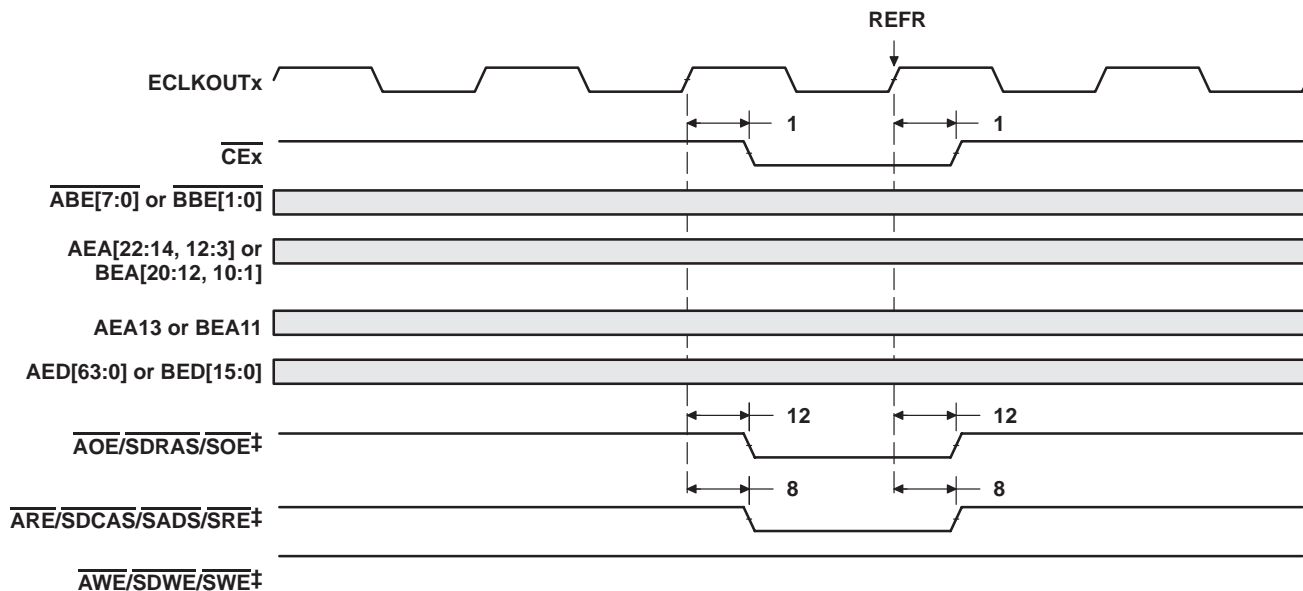 REFR
ECLKOUTx
1 1
CEx
ABE[7:0] or BBE[1:0]
AEA[22:14, 12:3] or
BEA[20:12, 10:1]
AEA13 or BEA11
AED[63:0] or BED[15:0]
12 12
AOE/SDRAS/SOE‡
8 8
ARE/SDCAS/SADS/SRE‡
AWE/SDWE/SWE‡